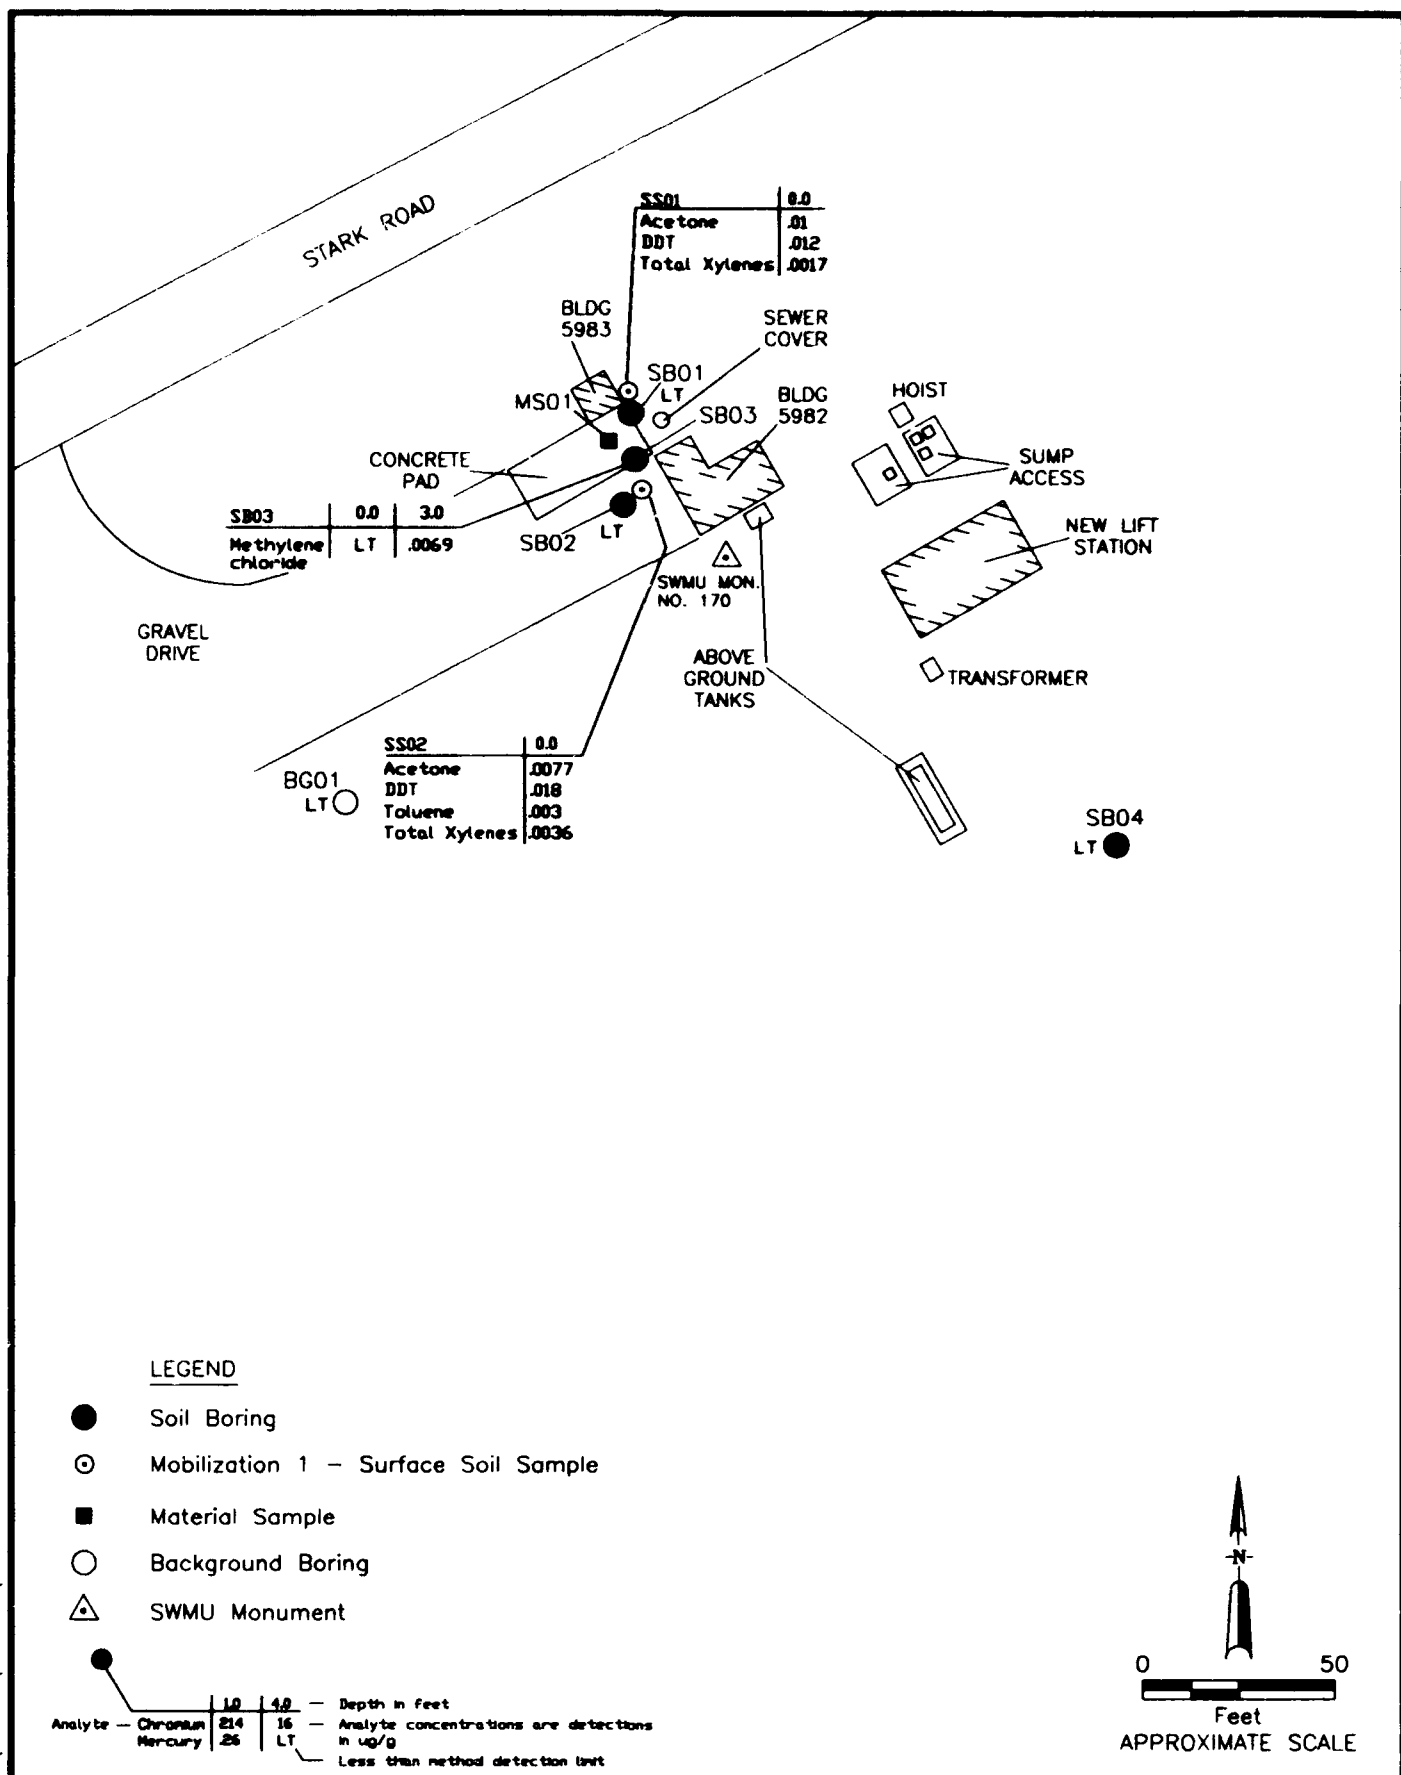 STARK ROAD
SS01 0.0
Acetone .01
DDT .012
Total Xylenes .0017
BLDG
5983
SEWER
COVER
SB01
LT
MS01
SB03
BLDG
5982
HOIST
SUMP
ACCESS
CONCRETE
PAD
SB03 0.0 3.0
Methylene LT .0069
chloride
SB02
LT
NEW LIFT
STATION
SWMU MON.
NO. 170
GRAVEL
DRIVE
ABOVE
GROUND
TANKS
TRANSFORMER
SS02 0.0
Acetone .0077
DDT .018
Toluene .003
Total Xylenes .0036
BG01
LT
SB04
LT
LEGEND
Soil Boring
Mobilization 1 – Surface Soil Sample
Material Sample
Background Boring
SWMU Monument
1.0 4.0 — Depth in feet
Analyte — Chromium 214 16 — Analyte concentrations are detections
Mercury .26 LT in ug/g
Less than method detection limit
N
0 50
Feet
APPROXIMATE SCALE